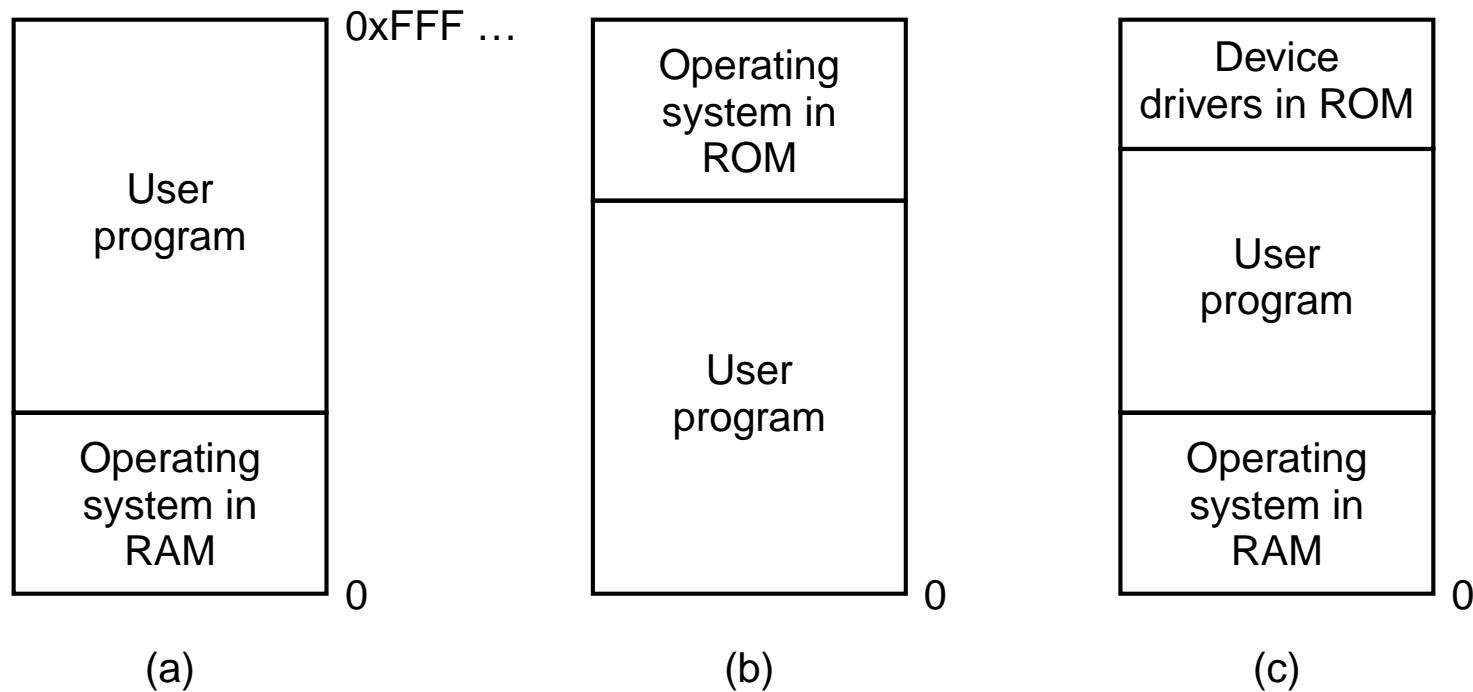 0xFFF …
User
program
Operating
system in
RAM
0
(a)
Operating
system in
ROM
User
program
0
(b)
Device
drivers in ROM
User
program
Operating
system in
RAM
0
(c)